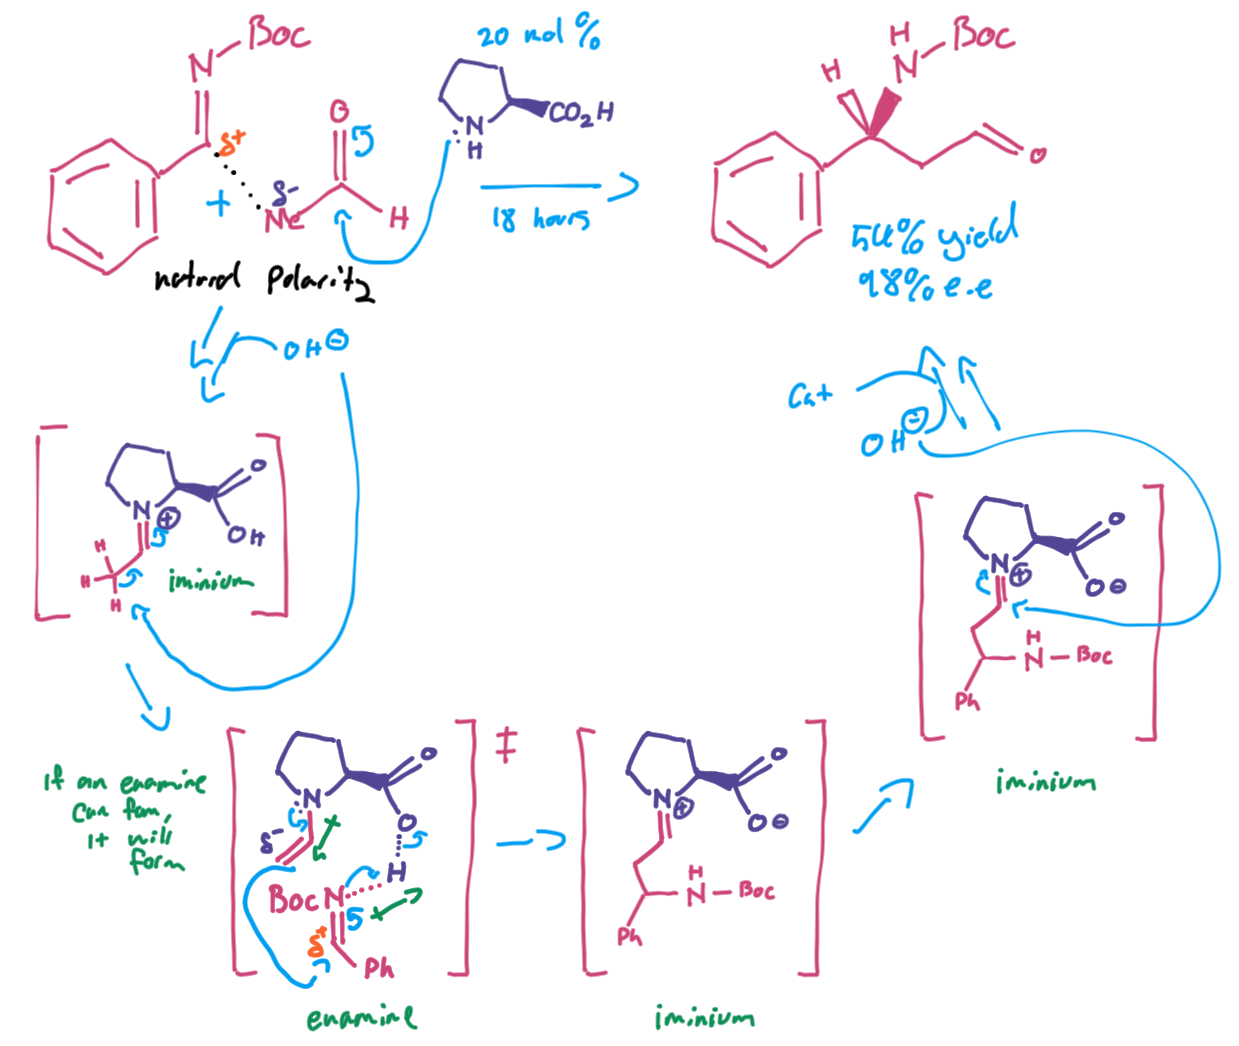 Boc
N
δ+
+
O
δ-
Me
H
natural polarity
20 mol %
N
H
CO2H
18 hours
H
H
N
Boc
O
54% yield
98% e.e
OH⊖
Cat
OH⊖
N⊕
O
OH
H
H
H
iminium
If an enamine
can form,
it will
form
N
O
O
H
δ-
Boc N
δ+
Ph
‡
enamine
N⊕
O
O⊖
H
N
Boc
Ph
iminium
N⊕
O
O⊖
H
N
Boc
Ph
iminium